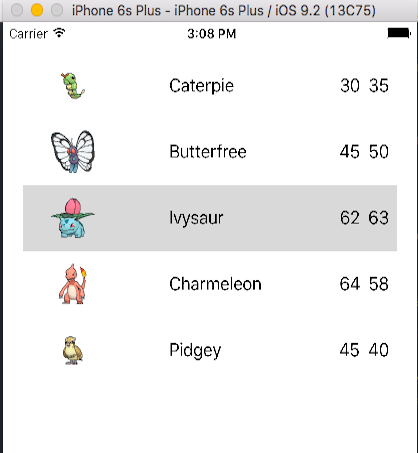 iPhone 6s Plus - iPhone 6s Plus / iOS 9.2 (13C75)
Carrier 3:08 PM
Caterpie 30 35
Butterfree 45 50
Ivysaur 62 63
Charmeleon 64 58
Pidgey 45 40